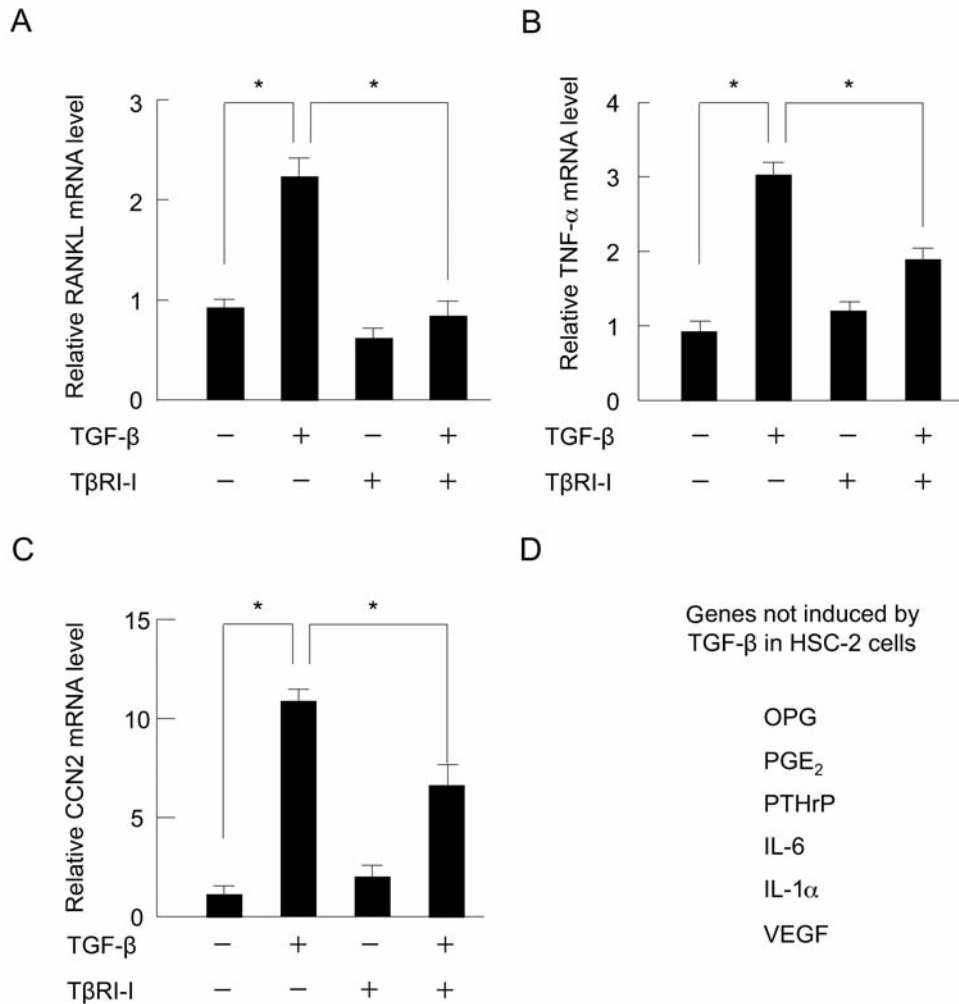 A
Relative RANKL mRNA level
3
2
1
0
* *
TGF-β − + − +
TβRI-I − − + +
B
Relative TNF-α mRNA level
4
3
2
1
0
* *
TGF-β − + − +
TβRI-I − − + +
C
Relative CCN2 mRNA level
15
10
5
0
* *
TGF-β − + − +
TβRI-I − − + +
D
Genes not induced by
TGF-β in HSC-2 cells
OPG
PGE₂
PTHrP
IL-6
IL-1α
VEGF